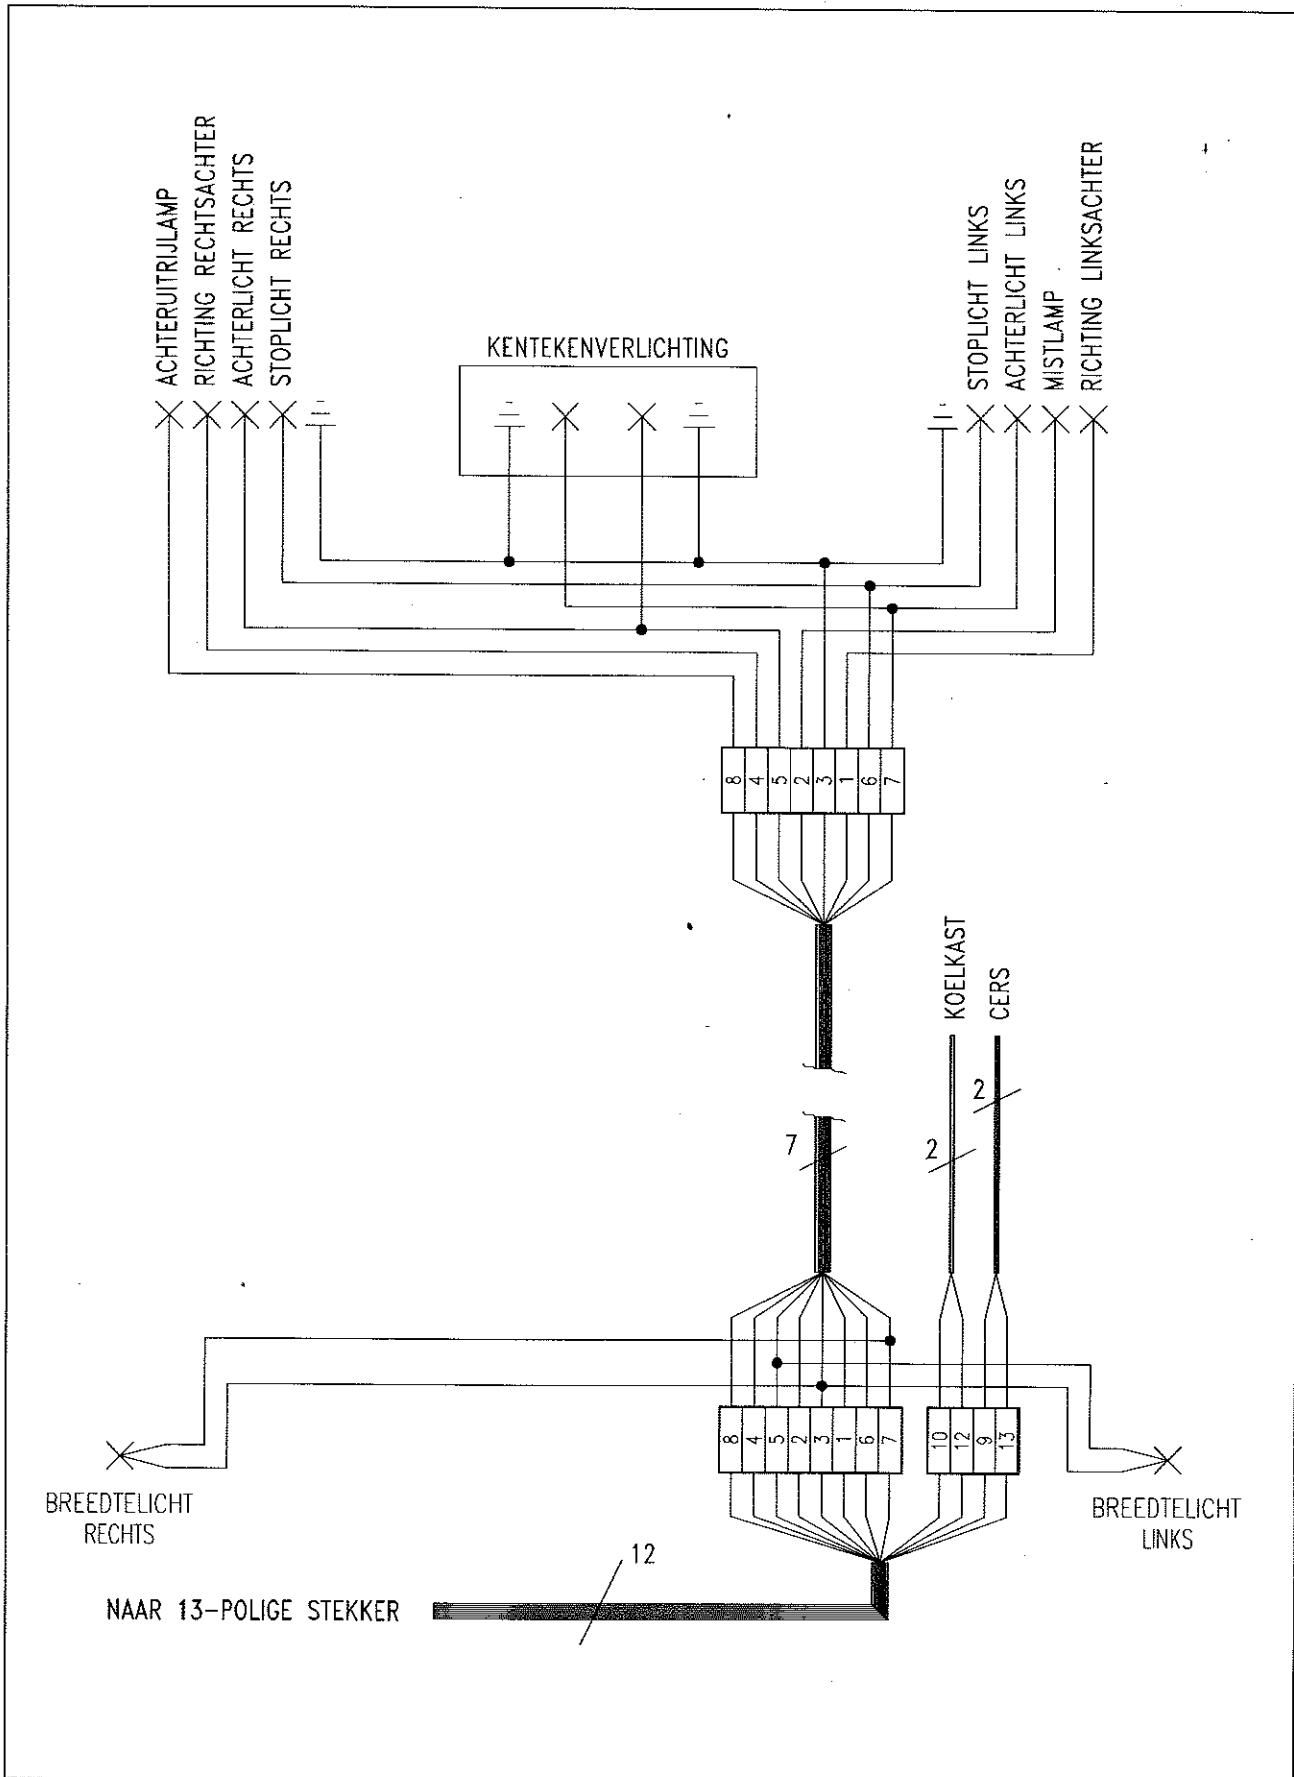 ACHTERUITRIJLAMP
RICHTING RECHTSACHTER
ACHTERLICHT RECHTS
STOPLICHT RECHTS
KENTEKENVERLICHTING
STOPLICHT LINKS
ACHTERLICHT LINKS
MISTLAMP
RICHTING LINKSACHTER
8 4 5 2 3 1 6 7
KOELKAST
CERS
7
2
2
8 4 5 2 3 1 6 7
10 12 9 13
BREEDTELICHT
RECHTS
BREEDTELICHT
LINKS
12
NAAR 13-POLIGE STEKKER